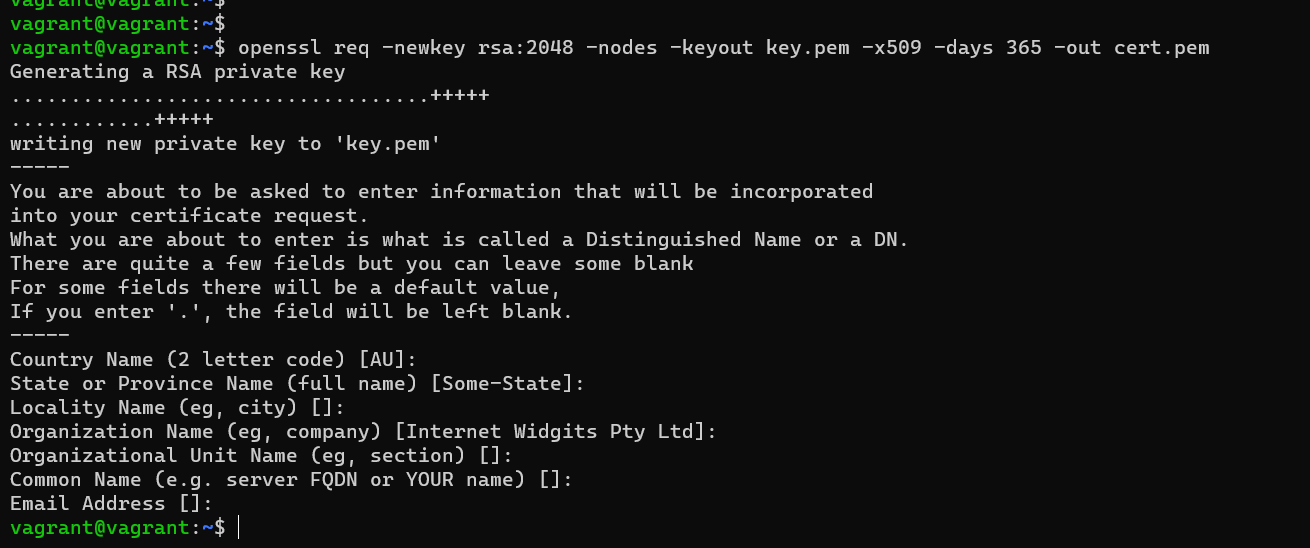 vagrant@vagrant:~$
vagrant@vagrant:~$
vagrant@vagrant:~$ openssl req -newkey rsa:2048 -nodes -keyout key.pem -x509 -days 365 -out cert.pem
Generating a RSA private key
...................................+++++
............+++++
writing new private key to 'key.pem'
-----
You are about to be asked to enter information that will be incorporated
into your certificate request.
What you are about to enter is what is called a Distinguished Name or a DN.
There are quite a few fields but you can leave some blank
For some fields there will be a default value,
If you enter '.', the field will be left blank.
-----
Country Name (2 letter code) [AU]:
State or Province Name (full name) [Some-State]:
Locality Name (eg, city) []:
Organization Name (eg, company) [Internet Widgits Pty Ltd]:
Organizational Unit Name (eg, section) []:
Common Name (e.g. server FQDN or YOUR name) []:
Email Address []:
vagrant@vagrant:~$